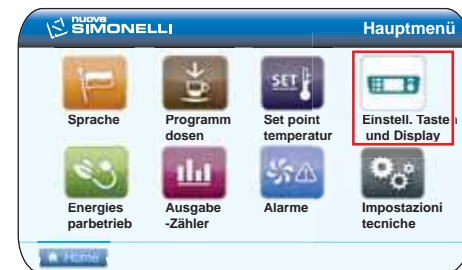 nuova
SIMONELLI
Hauptmenü
SET
Sprache
Programm
dosen
Set point
temperatur
Einstell. Tasten
und Display
Energies
parbetrieb
Ausgabe
-Zähler
Alarme
Impostazioni
tecniche
Home